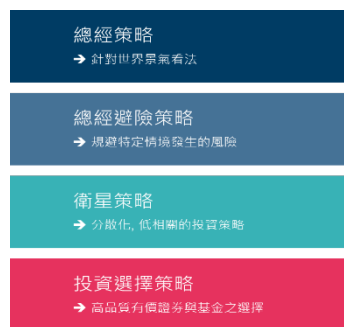 總經策略
→ 針對世界景氣看法
總經避險策略
→ 規避特定情境發生的風險
衛星策略
→ 分散化, 低相關的投資策略
投資選擇策略
→ 高品質有價證券與基金之選擇